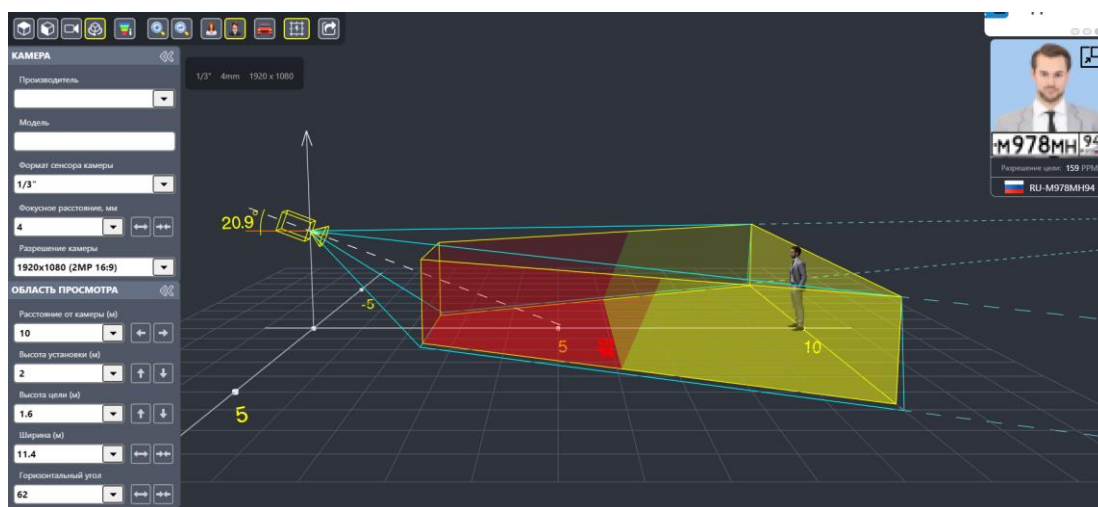 КАМЕРА
Производитель
Модель
Формат сенсора камеры
1/3"
Фокусное расстояние, мм
4
Разрешение камеры
1920x1080 (2MP 16:9)
ОБЛАСТЬ ПРОСМОТРА
Расстояние от камеры (м)
10
Высота установки (м)
2
Высота цели (м)
1.6
Ширина (м)
11.4
Горизонтальный угол
62
1/3" 4mm 1920 x 1080
20.9°
-5
5
5
10
М978МН 94
Разрешение цели: 159 PPM
RU-M978MH94